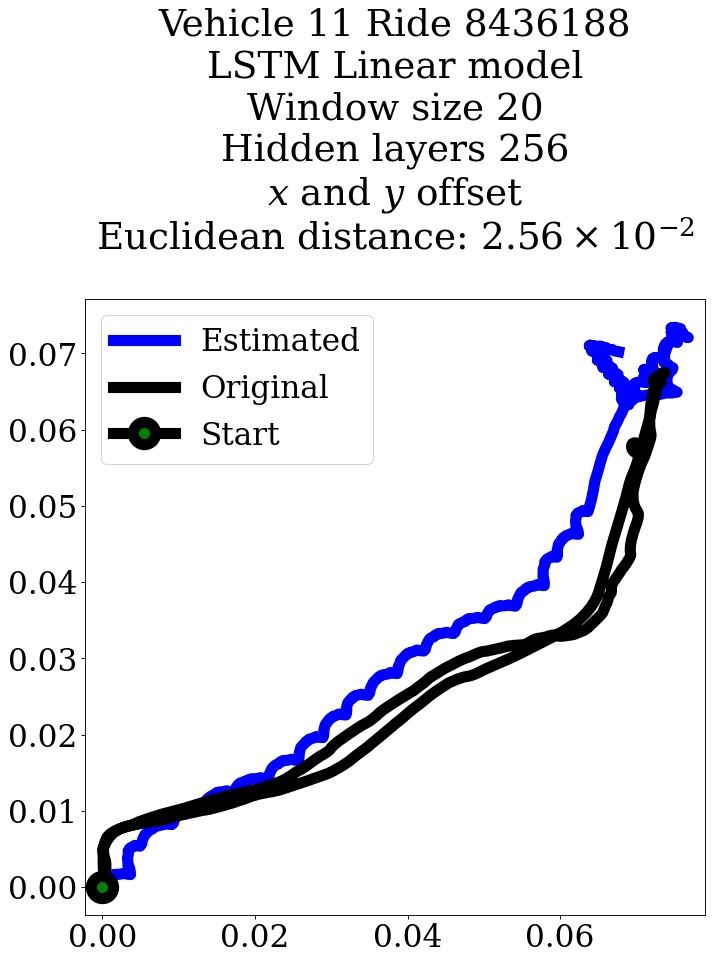 Vehicle 11 Ride 8436188
LSTM Linear model
Window size 20
Hidden layers 256
x and y offset
Euclidean distance: 2.56 × 10⁻²
Estimated
Original
Start
0.07
0.06
0.05
0.04
0.03
0.02
0.01
0.00
0.00 0.02 0.04 0.06